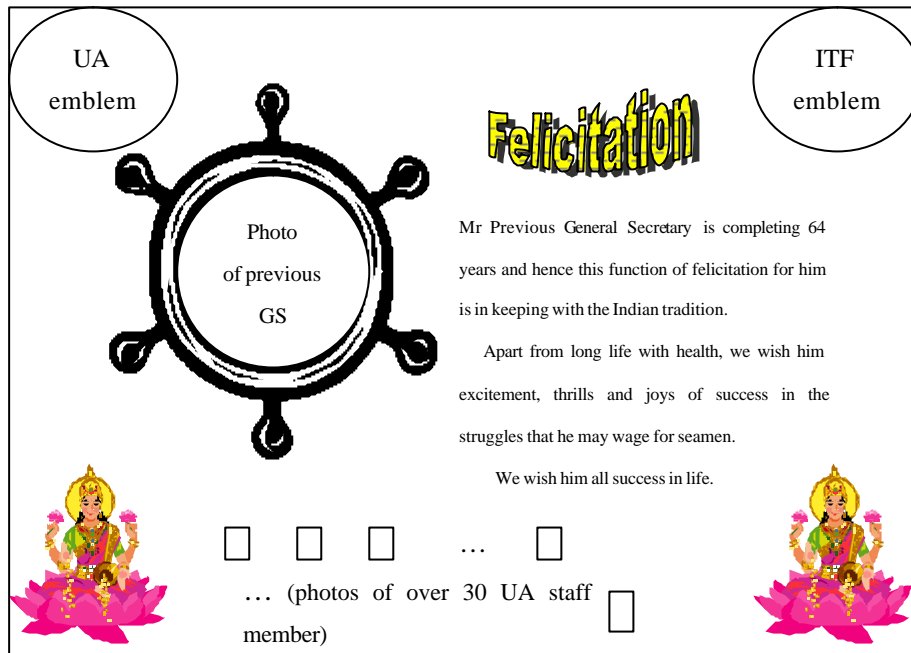 UA
emblem
ITF
emblem
Felicitation
Photo
of previous
GS
Mr Previous General Secretary is completing 64
years and hence this function of felicitation for him
is in keeping with the Indian tradition.
Apart from long life with health, we wish him
excitement, thrills and joys of success in the
struggles that he may wage for seamen.
We wish him all success in life.
...
... (photos of over 30 UA staff
member)